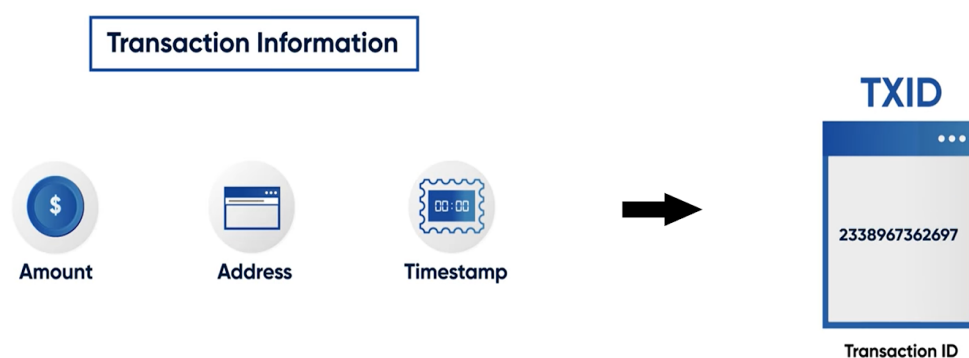 Transaction Information
TXID
$
00:00
2338967362697
Amount
Address
Timestamp
Transaction ID